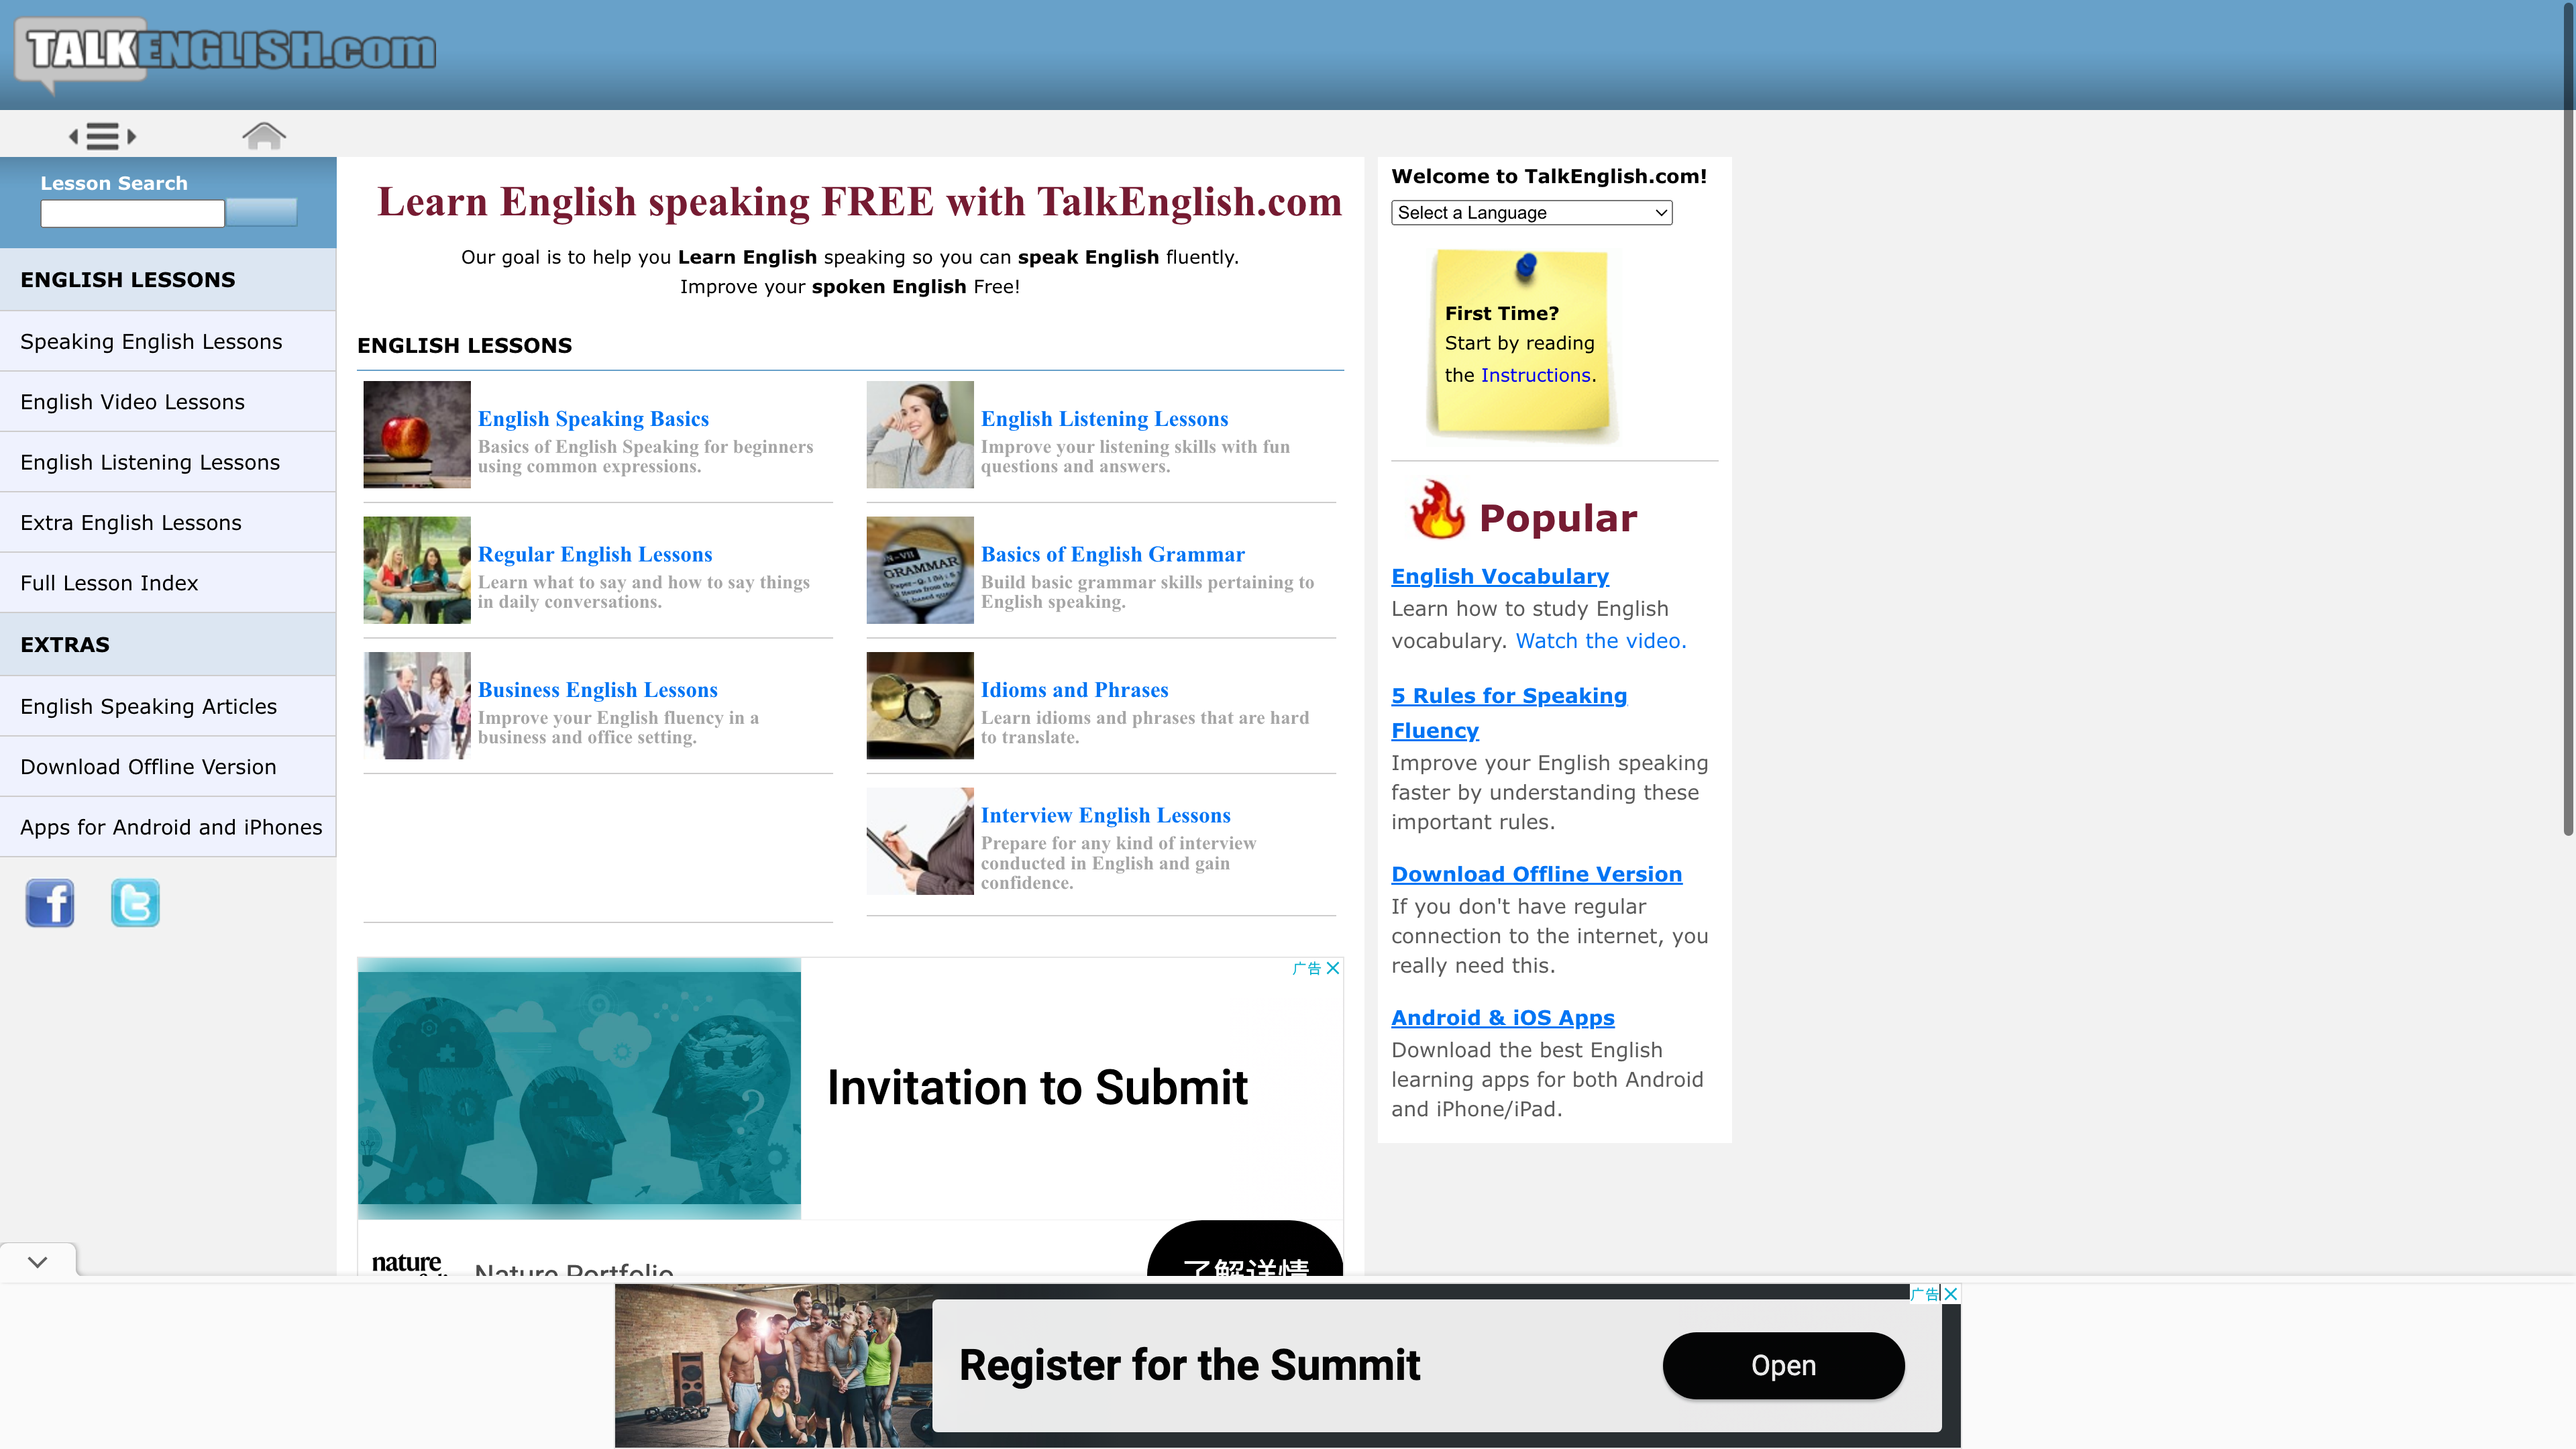 TALKENGLISH.com
Lesson Search
ENGLISH LESSONS
Speaking English Lessons
English Video Lessons
English Listening Lessons
Extra English Lessons
Full Lesson Index
EXTRAS
English Speaking Articles
Download Offline Version
Apps for Android and iPhones
Learn English speaking FREE with TalkEnglish.com
Our goal is to help you Learn English speaking so you can speak English fluently.
Improve your spoken English Free!
ENGLISH LESSONS
English Speaking Basics
Basics of English Speaking for beginners
using common expressions.
English Listening Lessons
Improve your listening skills with fun
questions and answers.
Regular English Lessons
Learn what to say and how to say things
in daily conversations.
GRAMMAR
Basics of English Grammar
Build basic grammar skills pertaining to
English speaking.
Business English Lessons
Improve your English fluency in a
business and office setting.
Idioms and Phrases
Learn idioms and phrases that are hard
to translate.
Interview English Lessons
Prepare for any kind of interview
conducted in English and gain
confidence.
广告
Invitation to Submit
nature
Nature Portfolio
了解详情
Welcome to TalkEnglish.com!
Select a Language
First Time?
Start by reading
the Instructions.
Popular
English Vocabulary
Learn how to study English
vocabulary. Watch the video.
5 Rules for Speaking
Fluency
Improve your English speaking
faster by understanding these
important rules.
Download Offline Version
If you don't have regular
connection to the internet, you
really need this.
Android & iOS Apps
Download the best English
learning apps for both Android
and iPhone/iPad.
广告
Register for the Summit
Open